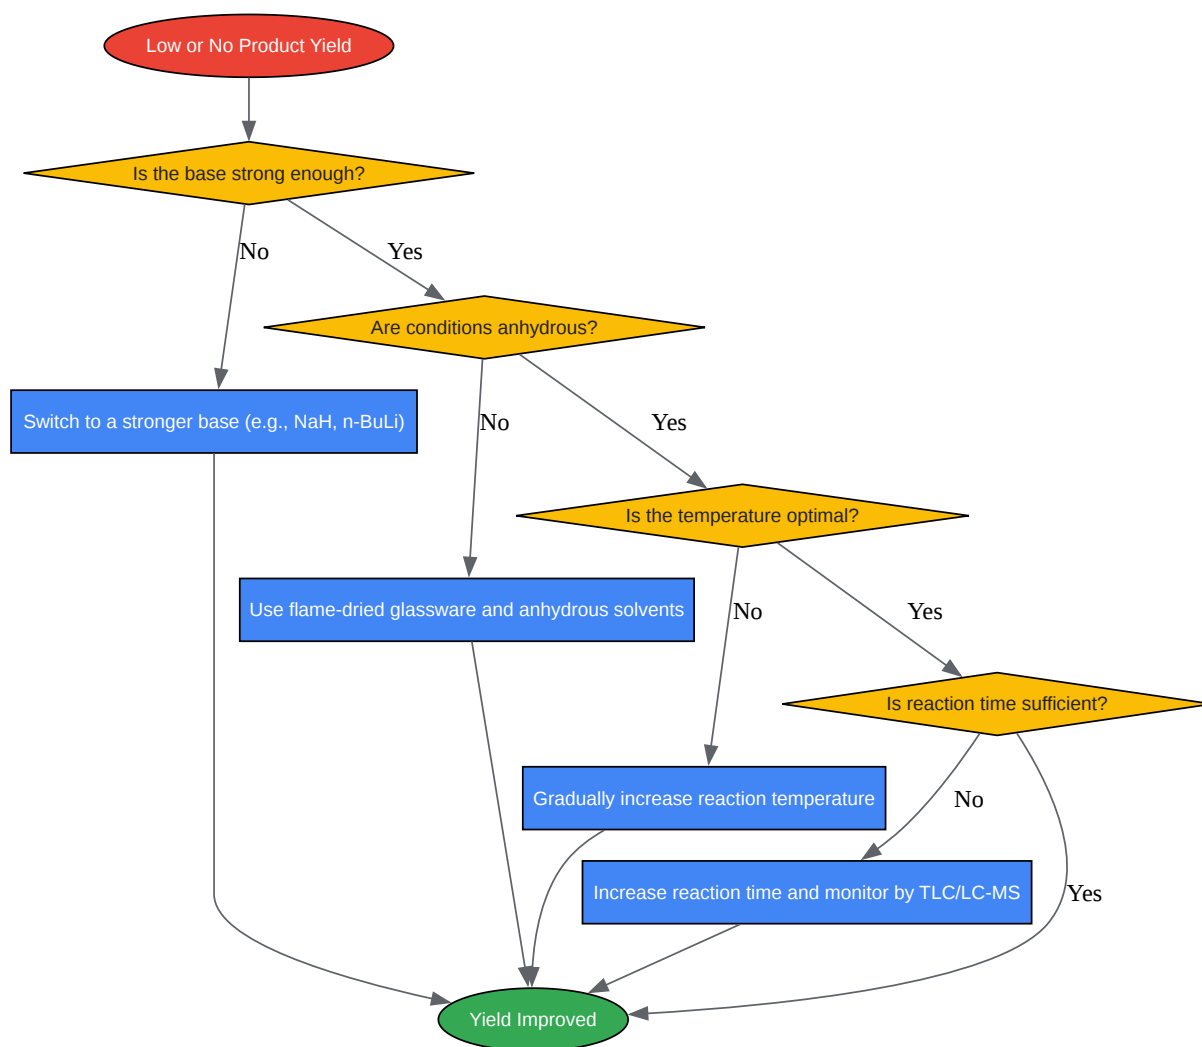 Low or No Product Yield
Is the base strong enough?
No
Yes
Are conditions anhydrous?
Switch to a stronger base (e.g., NaH, n-BuLi)
No
Yes
Is the temperature optimal?
Use flame-dried glassware and anhydrous solvents
No
Yes
Is reaction time sufficient?
Gradually increase reaction temperature
No
Increase reaction time and monitor by TLC/LC-MS
Yes
Yield Improved